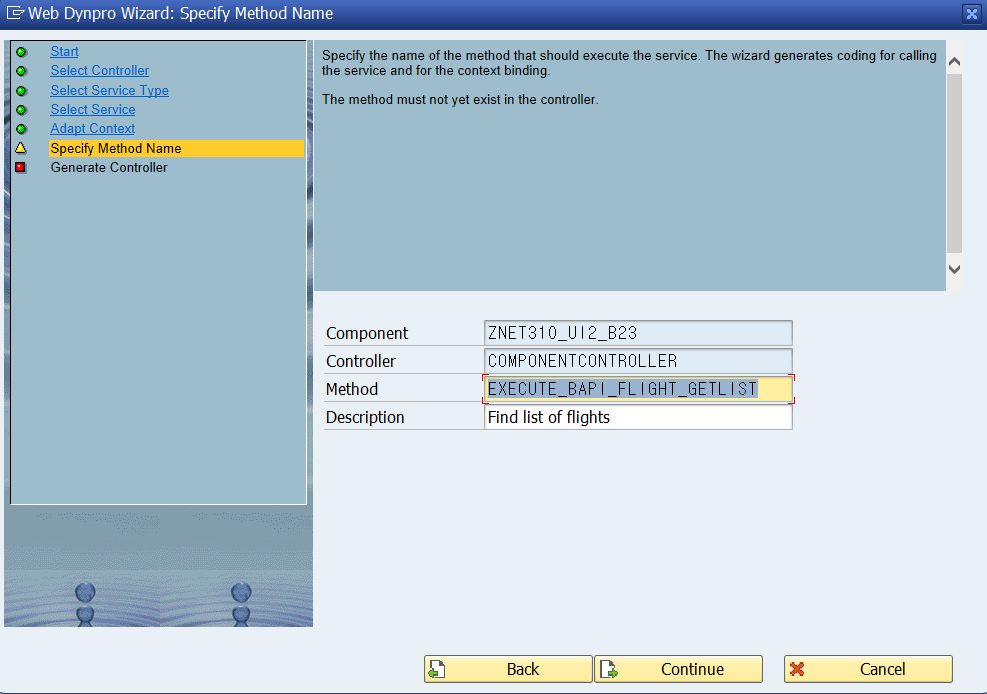 Web Dynpro Wizard: Specify Method Name
Start
Select Controller
Select Service Type
Select Service
Adapt Context
Specify Method Name
Generate Controller
Specify the name of the method that should execute the service. The wizard generates coding for calling
the service and for the context binding.
The method must not yet exist in the controller.
Component ZNET310_UI2_B23
Controller COMPONENTCONTROLLER
Method EXECUTE_BAPI_FLIGHT_GETLIST
Description Find list of flights
Back Continue Cancel